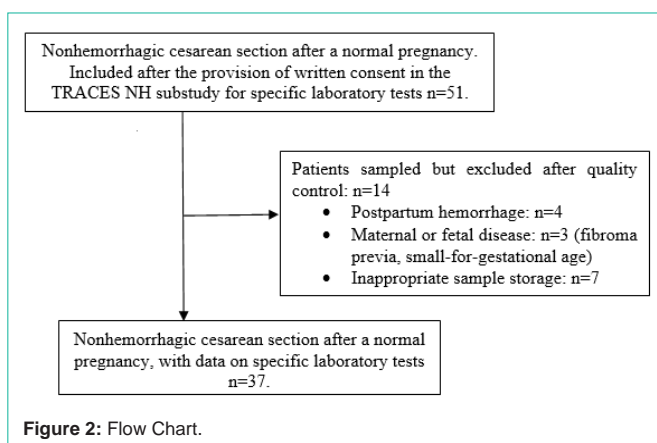 Nonhemorrhagic cesarean section after a normal pregnancy.
Included after the provision of written consent in the
TRACES NH substudy for specific laboratory tests n=51.
Patients sampled but excluded after quality
control: n=14
• Postpartum hemorrhage: n=4
• Maternal or fetal disease: n=3 (fibroma
previa, small-for-gestational age)
• Inappropriate sample storage: n=7
Nonhemorrhagic cesarean section after a normal
pregnancy, with data on specific laboratory tests
n=37.
Figure 2: Flow Chart.